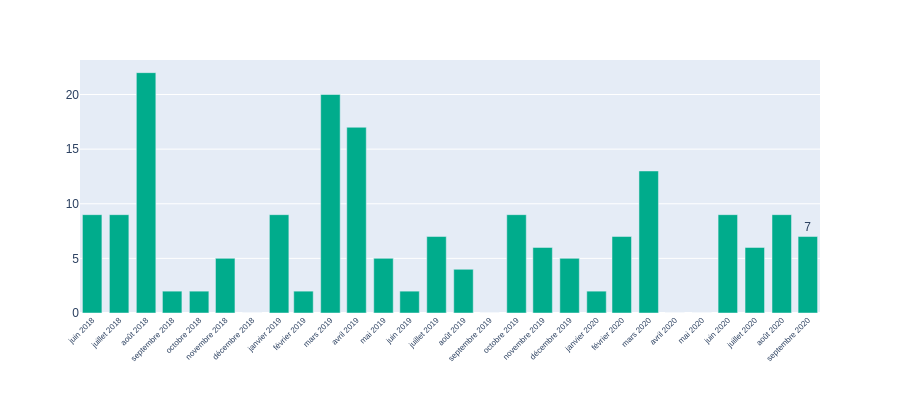 20
15
10
5
0
7
juin 2018
juillet 2018
août 2018
septembre 2018
octobre 2018
novembre 2018
décembre 2018
janvier 2019
février 2019
mars 2019
avril 2019
mai 2019
juin 2019
juillet 2019
août 2019
septembre 2019
octobre 2019
novembre 2019
décembre 2019
janvier 2020
février 2020
mars 2020
avril 2020
mai 2020
juin 2020
juillet 2020
août 2020
septembre 2020